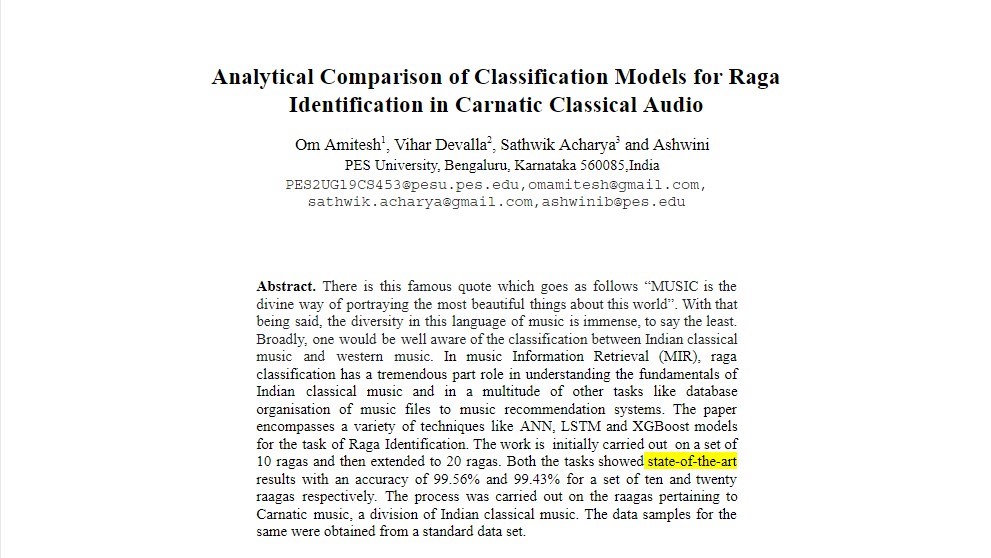 Analytical Comparison of Classification Models for Raga
Identification in Carnatic Classical Audio
Om Amitesh¹, Vihar Devalla², Sathwik Acharya³ and Ashwini
PES University, Bengaluru, Karnataka 560085,India
PES2UG19CS453@pesu.pes.edu,omamitesh@gmail.com,
sathwik.acharya@gmail.com,ashwinib@pes.edu
Abstract. There is this famous quote which goes as follows “MUSIC is the
divine way of portraying the most beautiful things about this world”. With that
being said, the diversity in this language of music is immense, to say the least.
Broadly, one would be well aware of the classification between Indian classical
music and western music. In music Information Retrieval (MIR), raga
classification has a tremendous part role in understanding the fundamentals of
Indian classical music and in a multitude of other tasks like database
organisation of music files to music recommendation systems. The paper
encompasses a variety of techniques like ANN, LSTM and XGBoost models
for the task of Raga Identification. The work is initially carried out on a set of
10 ragas and then extended to 20 ragas. Both the tasks showed state-of-the-art
results with an accuracy of 99.56% and 99.43% for a set of ten and twenty
raagas respectively. The process was carried out on the raagas pertaining to
Carnatic music, a division of Indian classical music. The data samples for the
same were obtained from a standard data set.